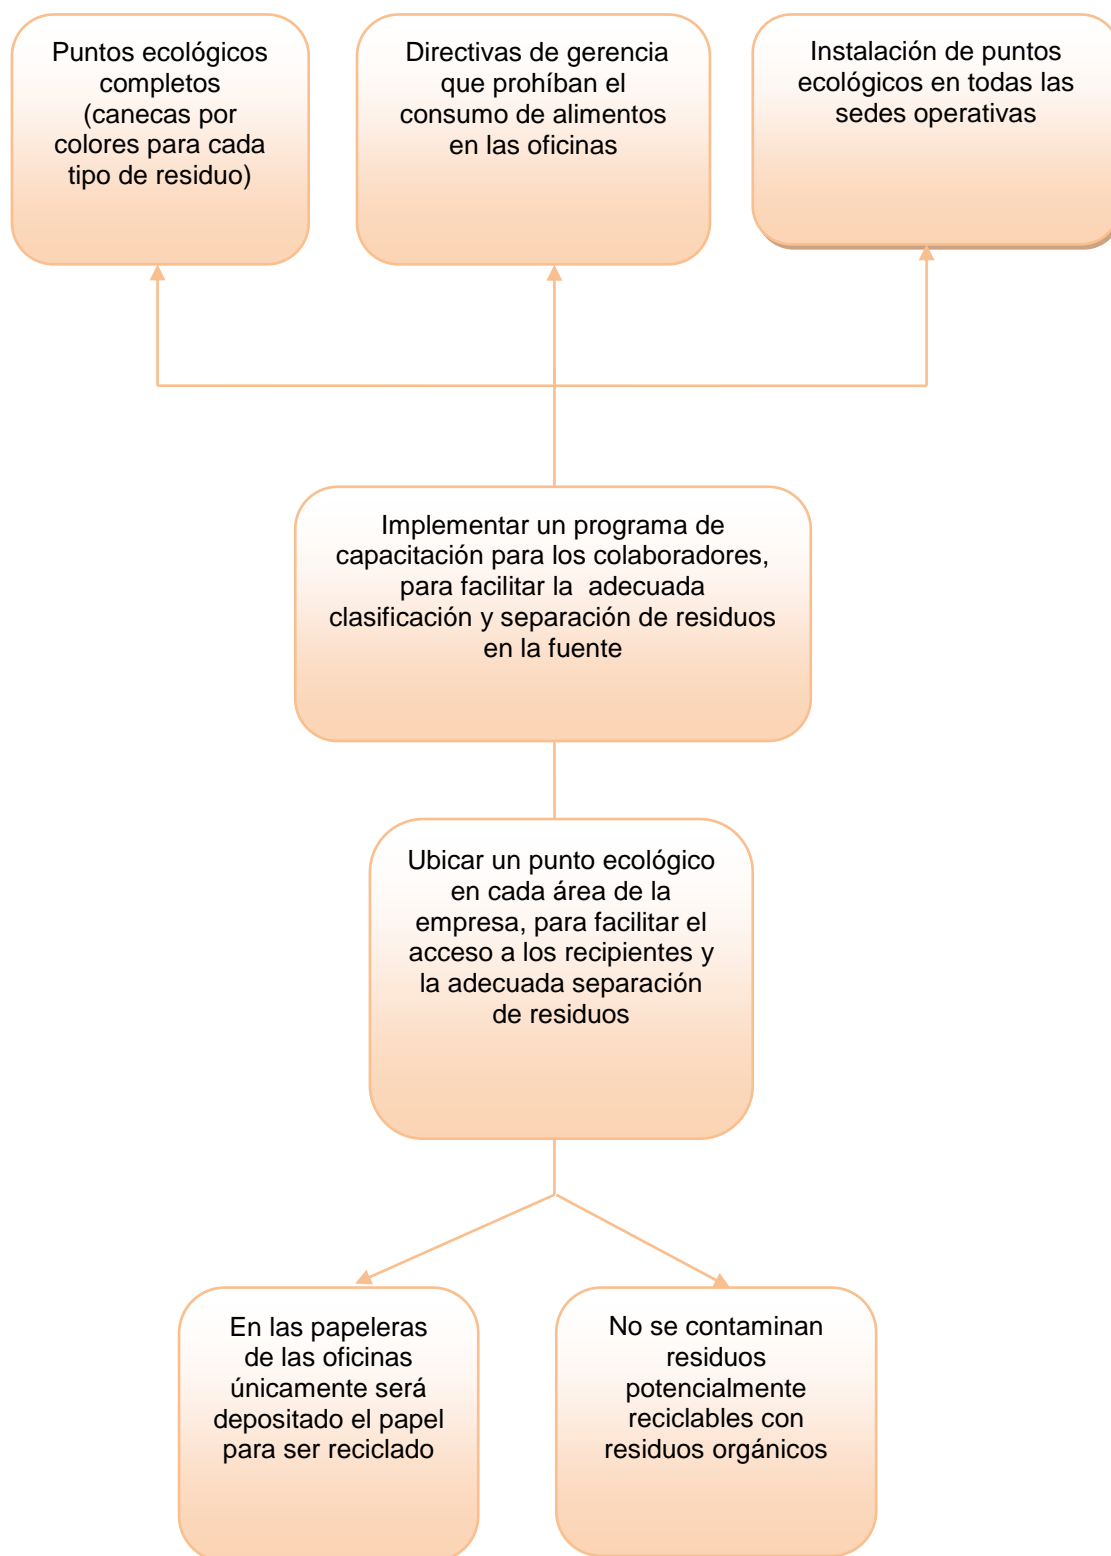 Puntos ecológicos
completos
(canecas por
colores para cada
tipo de residuo)
Directivas de gerencia
que prohíban el
consumo de alimentos
en las oficinas
Instalación de puntos
ecológicos en todas las
sedes operativas
Implementar un programa de
capacitación para los colaboradores,
para facilitar la  adecuada
clasificación y separación de residuos
en la fuente
Ubicar un punto ecológico
en cada área de la
empresa, para facilitar el
acceso a los recipientes y
la adecuada separación
de residuos
En las papeleras
de las oficinas
únicamente será
depositado el papel
para ser reciclado
No se contaminan
residuos
potencialmente
reciclables con
residuos orgánicos